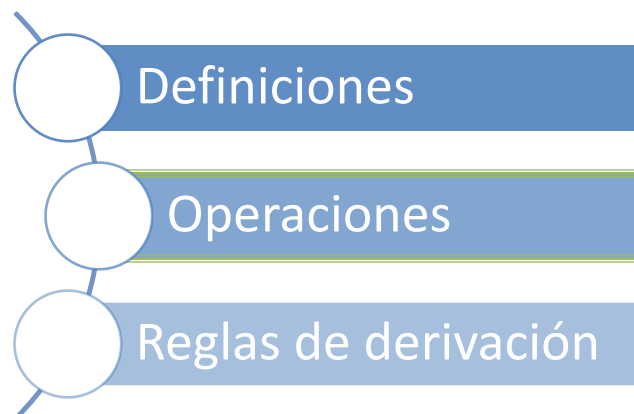 Definiciones
Operaciones
Reglas de derivación